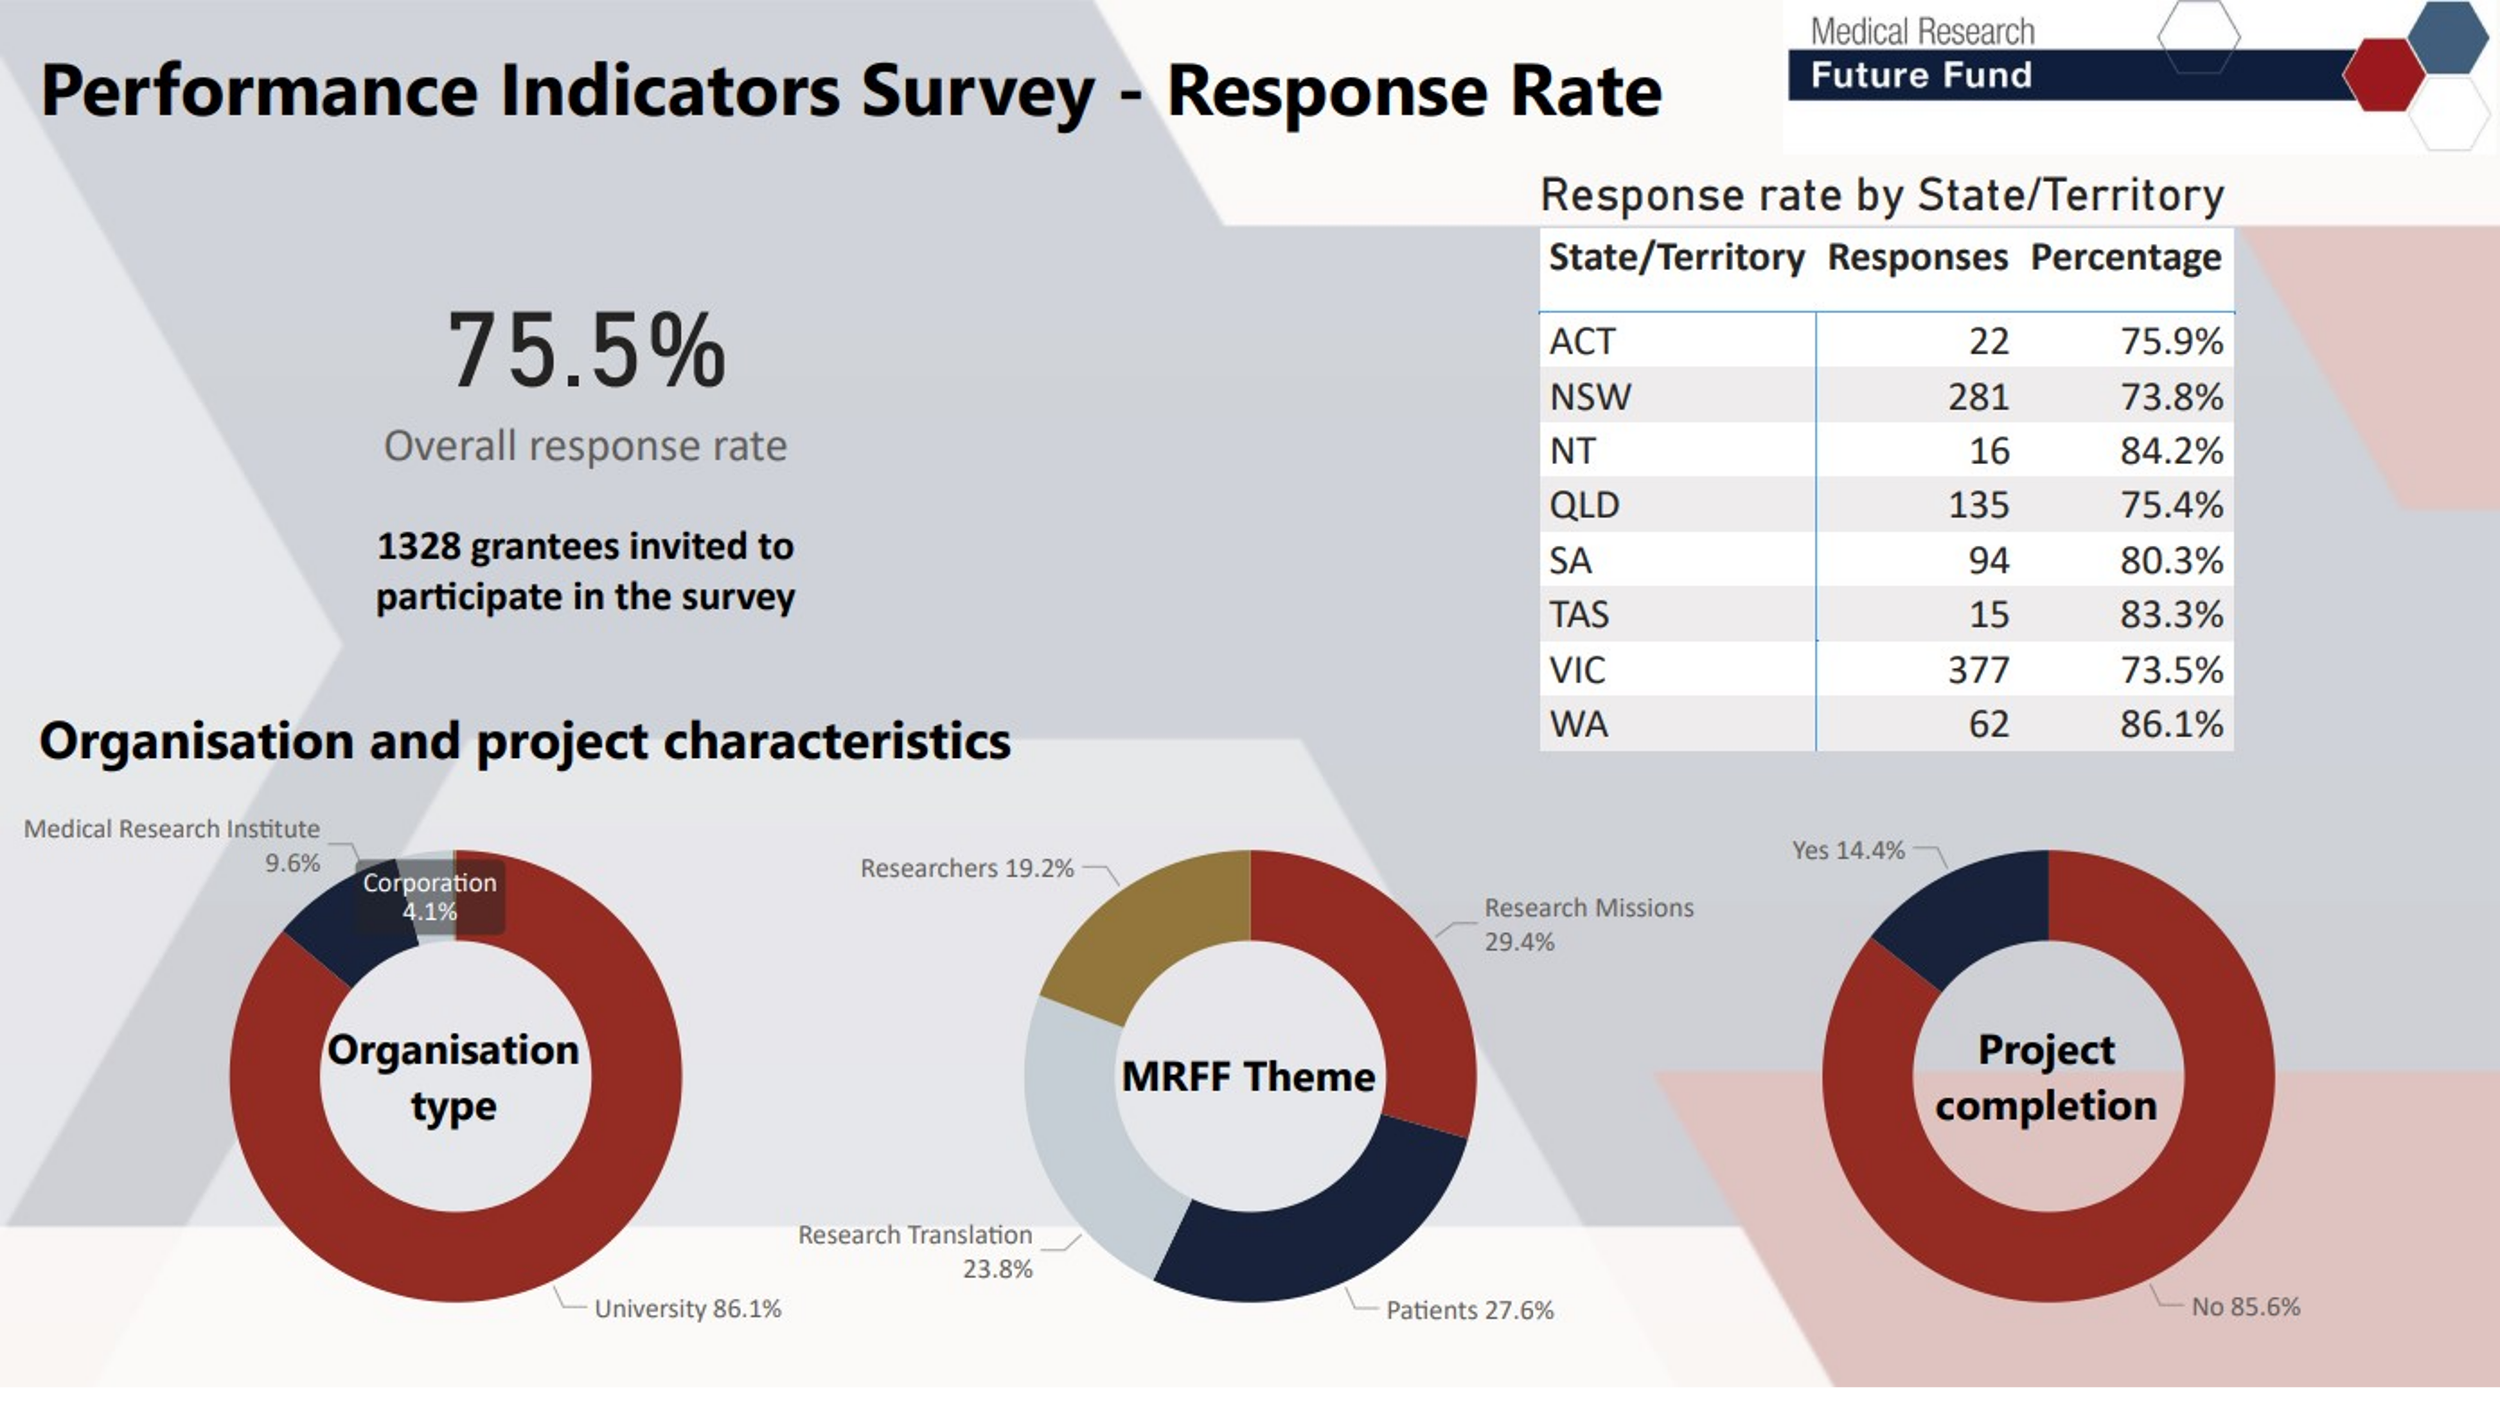 Performance Indicators Survey - Response Rate
Medical Research
Future Fund
75.5%
Overall response rate
1328 grantees invited to
participate in the survey
Response rate by State/Territory
State/Territory Responses Percentage
ACT 22 75.9%
NSW 281 73.8%
NT 16 84.2%
QLD 135 75.4%
SA 94 80.3%
TAS 15 83.3%
VIC 377 73.5%
WA 62 86.1%
Organisation and project characteristics
Medical Research Institute
9.6%
Corporation
4.1%
Organisation
type
University 86.1%
Researchers 19.2%
Research Missions
29.4%
MRFF Theme
Research Translation
23.8%
Patients 27.6%
Yes 14.4%
Project
completion
No 85.6%